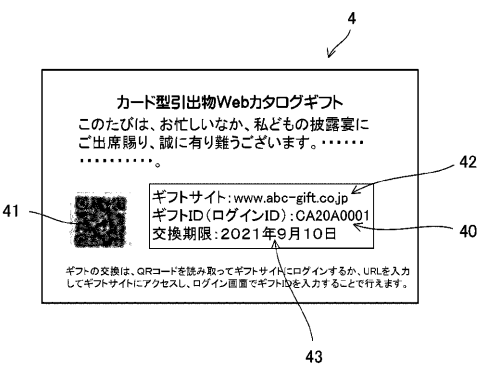 4
カード型引出物Webカタログギフト
このたびは、お忙しいなか、私どもの披露宴に
ご出席賜り、誠に有り難うございます。・・・・・・
・・・・・・・・・・・。
42
41
ギフトサイト：www.abc-gift.co.jp
ギフトID（ログインID）：CA20A0001
40
交換期限：２０２１年９月１０日
ギフトの交換は、QRコードを読み取ってギフトサイトにログインするか、URLを入力
してギフトサイトにアクセスし、ログイン画面でギフトIDを入力することで行えます。
43